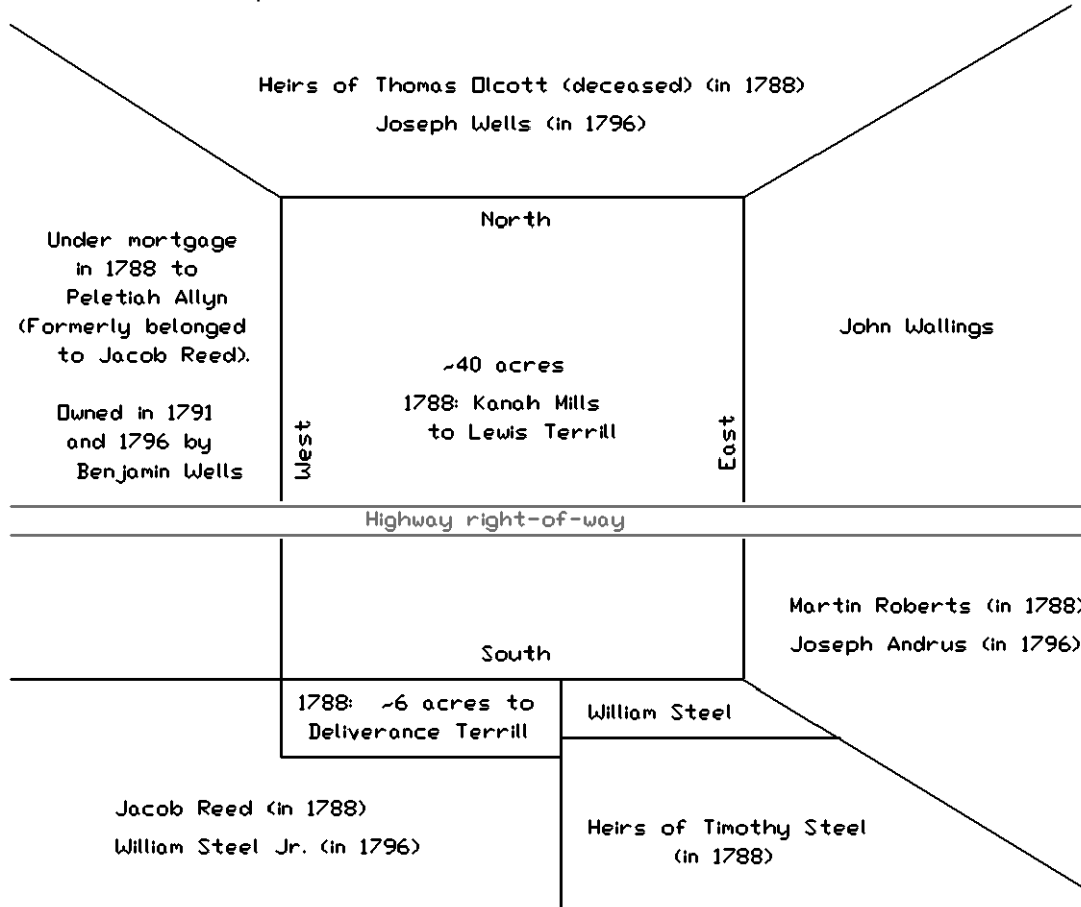 Heirs of Thomas Olcott (deceased) (in 1788)
Joseph Wells (in 1796)
North
Under mortgage
in 1788 to
Peletiah Allyn
(Formerly belonged
to Jacob Reed).
Owned in 1791
and 1796 by
Benjamin Wells
West
~40 acres
1788: Kanah Mills
to Lewis Terrill
East
John Wallings
Highway right-of-way
Martin Roberts (in 1788)
Joseph Andrus (in 1796)
South
1788: ~6 acres to
Deliverance Terrill
William Steel
Jacob Reed (in 1788)
William Steel Jr. (in 1796)
Heirs of Timothy Steel
(in 1788)